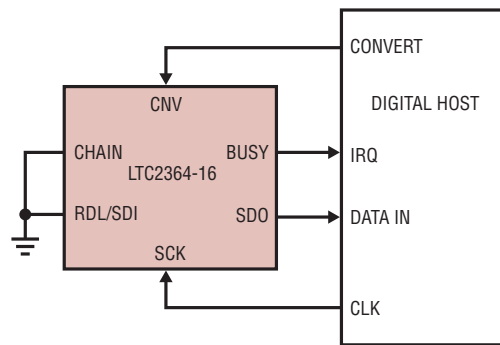 CONVERT
CNV
DIGITAL HOST
CHAIN
BUSY
IRQ
LTC2364-16
RDL/SDI
SDO
DATA IN
SCK
CLK